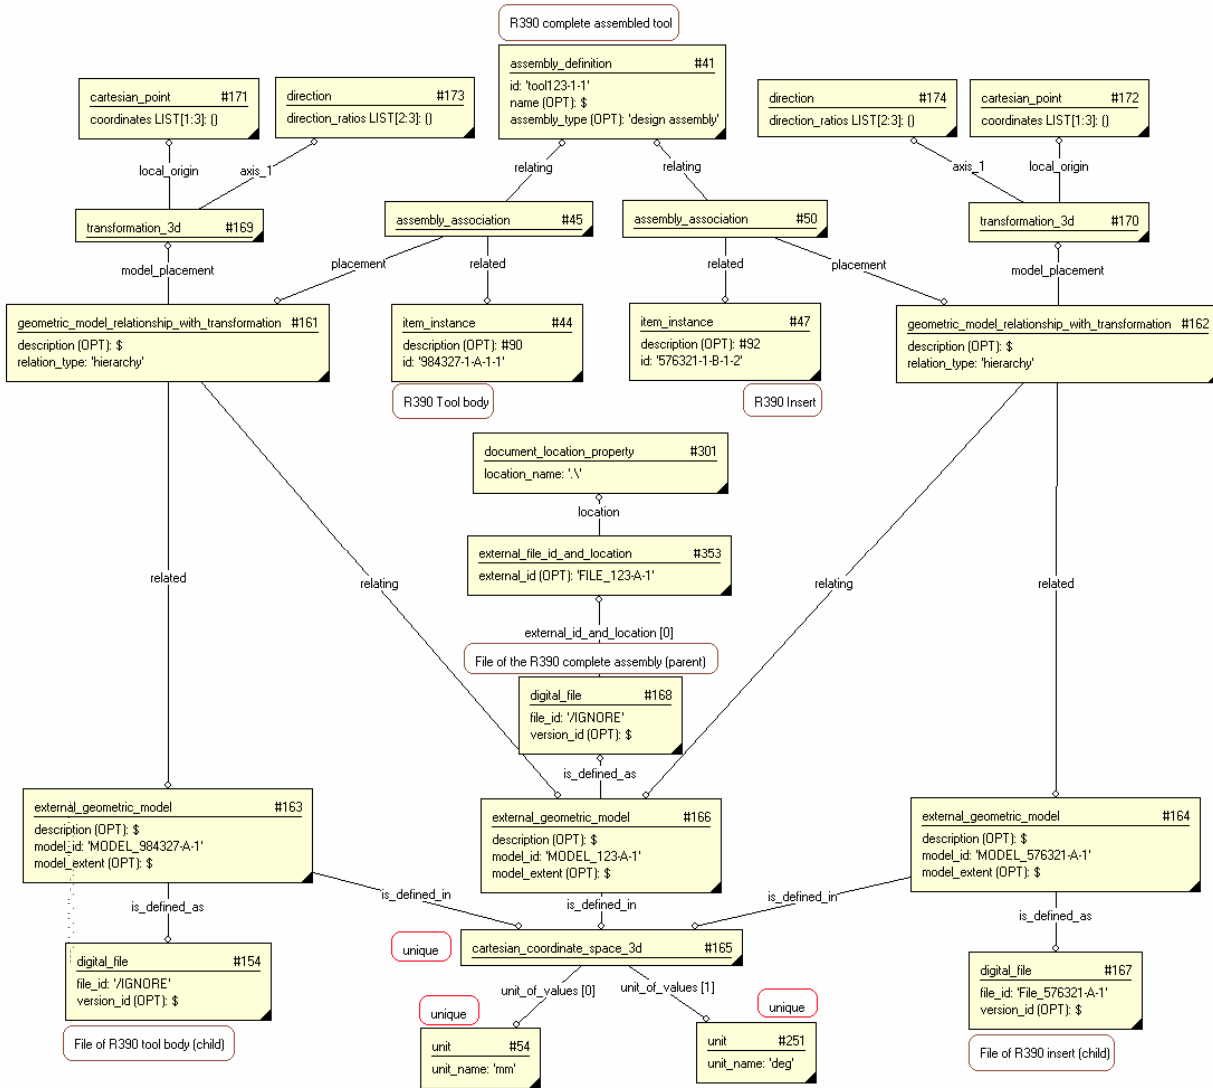 R390 complete assembled tool
assembly_definition #41
id: 'tool123-1-1'
name (OPT): $
assembly_type (OPT): 'design assembly'
cartesian_point #171
coordinates LIST[1:3]: ()
direction #173
direction_ratios LIST[2:3]: ()
direction #174
direction_ratios LIST[2:3]: ()
cartesian_point #172
coordinates LIST[1:3]: ()
local_origin
axis_1
relating
relating
axis_1
local_origin
transformation_3d #169
assembly_association #45
assembly_association #50
transformation_3d #170
model_placement
placement
related
related
placement
model_placement
geometric_model_relationship_with_transformation #161
description (OPT): $
relation_type: 'hierarchy'
item_instance #44
description (OPT): #90
id: '984327-1-A-1-1'
item_instance #47
description (OPT): #92
id: '576321-1-B-1-2'
geometric_model_relationship_with_transformation #162
description (OPT): $
relation_type: 'hierarchy'
R390 Tool body
R390 Insert
document_location_property #301
location_name: '.\'
location
external_file_id_and_location #353
external_id (OPT): 'FILE_123-A-1'
related
relating
relating
related
external_id_and_location [0]
File of the R390 complete assembly (parent)
digital_file #168
file_id: '/IGNORE'
version_id (OPT): $
is_defined_as
external_geometric_model #163
description (OPT): $
model_id: 'MODEL_984327-A-1'
model_extent (OPT): $
external_geometric_model #166
description (OPT): $
model_id: 'MODEL_123-A-1'
model_extent (OPT): $
external_geometric_model #164
description (OPT): $
model_id: 'MODEL_576321-A-1'
model_extent (OPT): $
is_defined_as
is_defined_in
is_defined_in
is_defined_in
is_defined_as
unique
cartesian_coordinate_space_3d #165
digital_file #154
file_id: '/IGNORE'
version_id (OPT): $
digital_file #167
file_id: 'File_576321-A-1'
version_id (OPT): $
unit_of_values [0]
unit_of_values [1]
unique
unique
unit #54
unit_name: 'mm'
unit #251
unit_name: 'deg'
File of R390 tool body (child)
File of R390 insert (child)